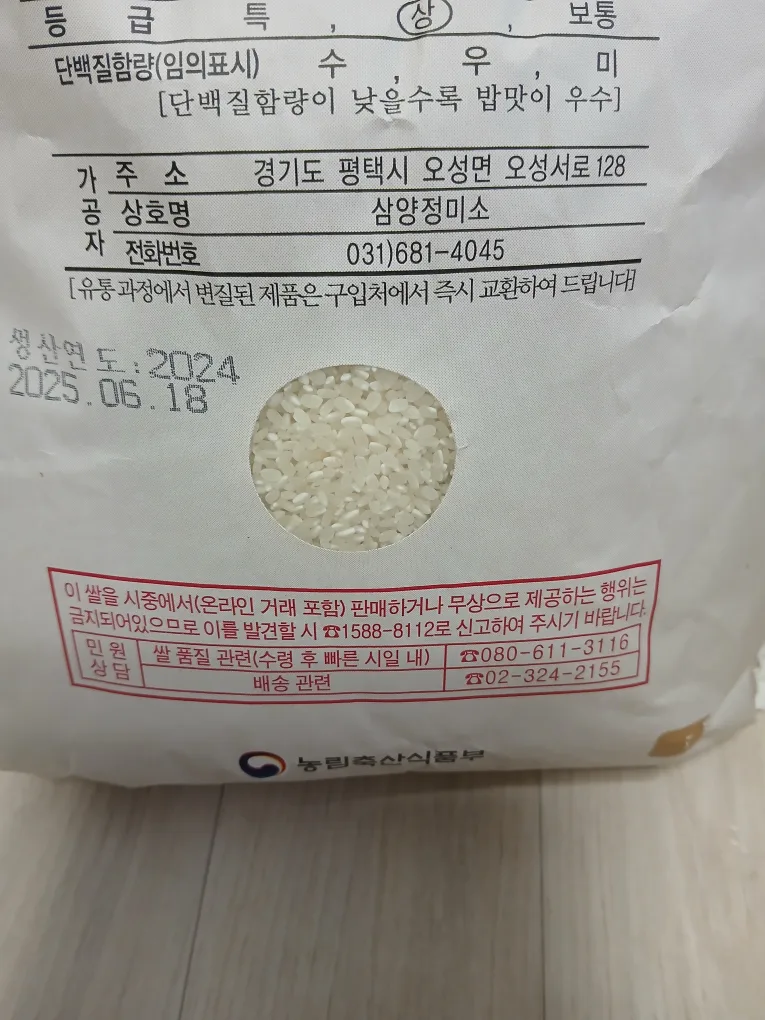 등 급 특 , 상 , 보통
단백질함량(임의표시) 수 , 우 , 미
[단백질함량이 낮을수록 밥맛이 우수]
가공자 주 소 경기도 평택시 오성면 오성서로 128
상호명 삼양정미소
전화번호 031)681-4045
[유통과정에서 변질된 제품은 구입처에서 즉시 교환하여 드립니다]
생산연도:2024
2025.06.18
이 쌀을 시중에서(온라인 거래 포함) 판매하거나 무상으로 제공하는 행위는
금지되어있으므로 이를 발견할 시 ☎1588-8112로 신고하여 주시기 바랍니다.
민원상담 쌀 품질 관련(수령 후 빠른 시일 내) ☎080-611-3116
배송 관련 ☎02-324-2155
농림축산식품부